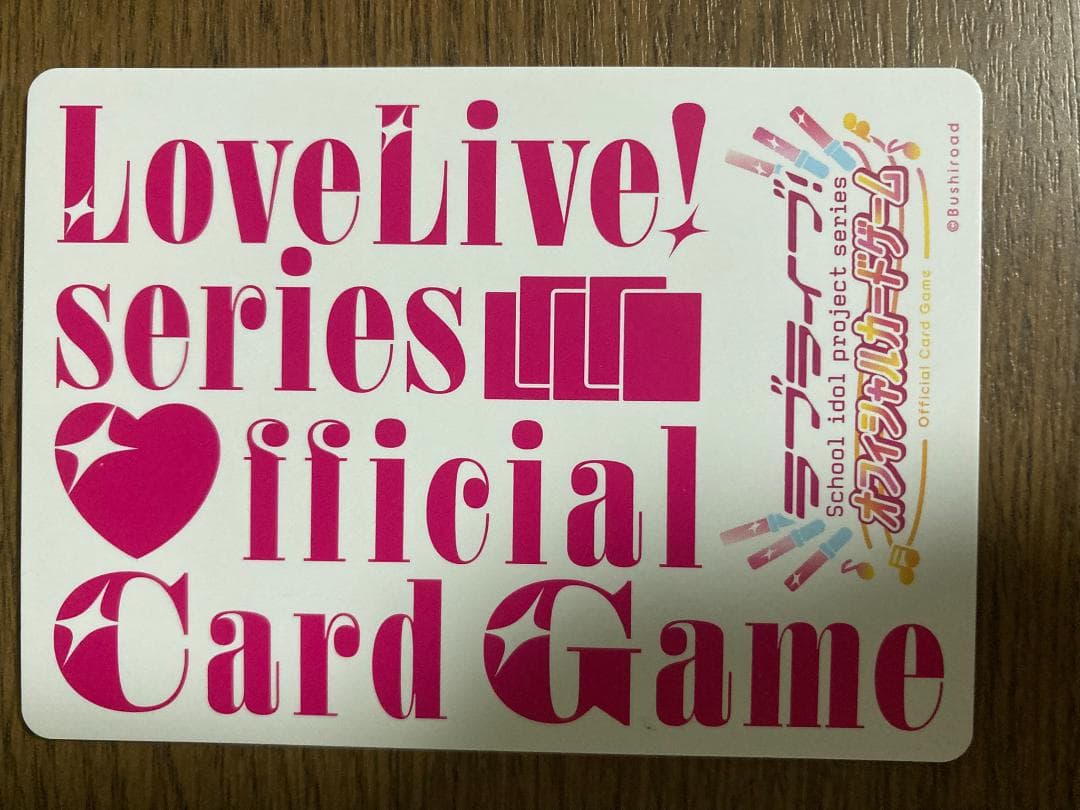 LoveLive!
series
Official
Card Game
ラブライブ!
School idol project series
オフィシャルカードゲーム
Official Card Game
©Bushiroad